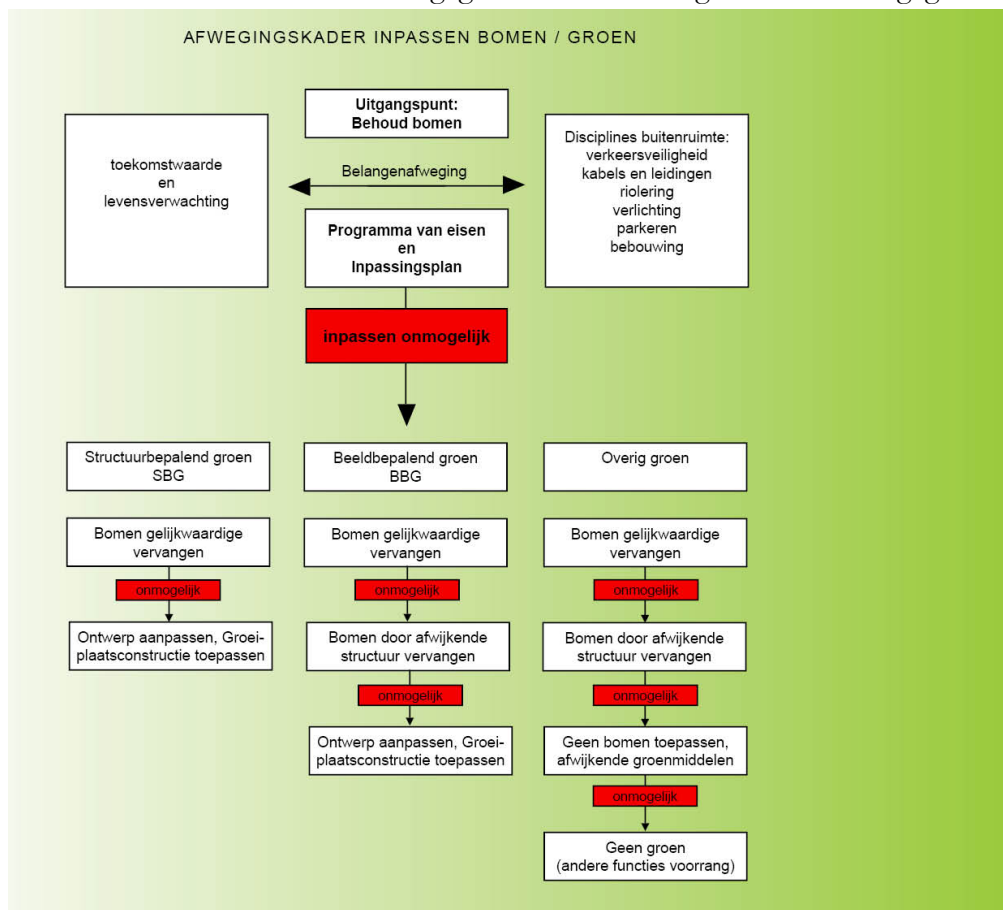 AFWEGINGSKADER INPASSEN BOMEN / GROEN
Uitgangspunt:
Behoud bomen
toekomstwaarde
en
levensverwachting
Belangenafweging
Disciplines buitenruimte:
verkeersveiligheid
kabels en leidingen
riolering
verlichting
parkeren
bebouwing
Programma van eisen
en
Inpassingsplan
inpassen onmogelijk
Structuurbepalend groen
SBG
Beeldbepalend groen
BBG
Overig groen
Bomen gelijkwaardige
vervangen
Bomen gelijkwaardige
vervangen
Bomen gelijkwaardige
vervangen
onmogelijk
onmogelijk
onmogelijk
Ontwerp aanpassen, Groei-
plaatsconstructie toepassen
Bomen door afwijkende
structuur vervangen
Bomen door afwijkende
structuur vervangen
onmogelijk
onmogelijk
Ontwerp aanpassen, Groei-
plaatsconstructie toepassen
Geen bomen toepassen,
afwijkende groenmiddelen
onmogelijk
Geen groen
(andere functies voorrang)